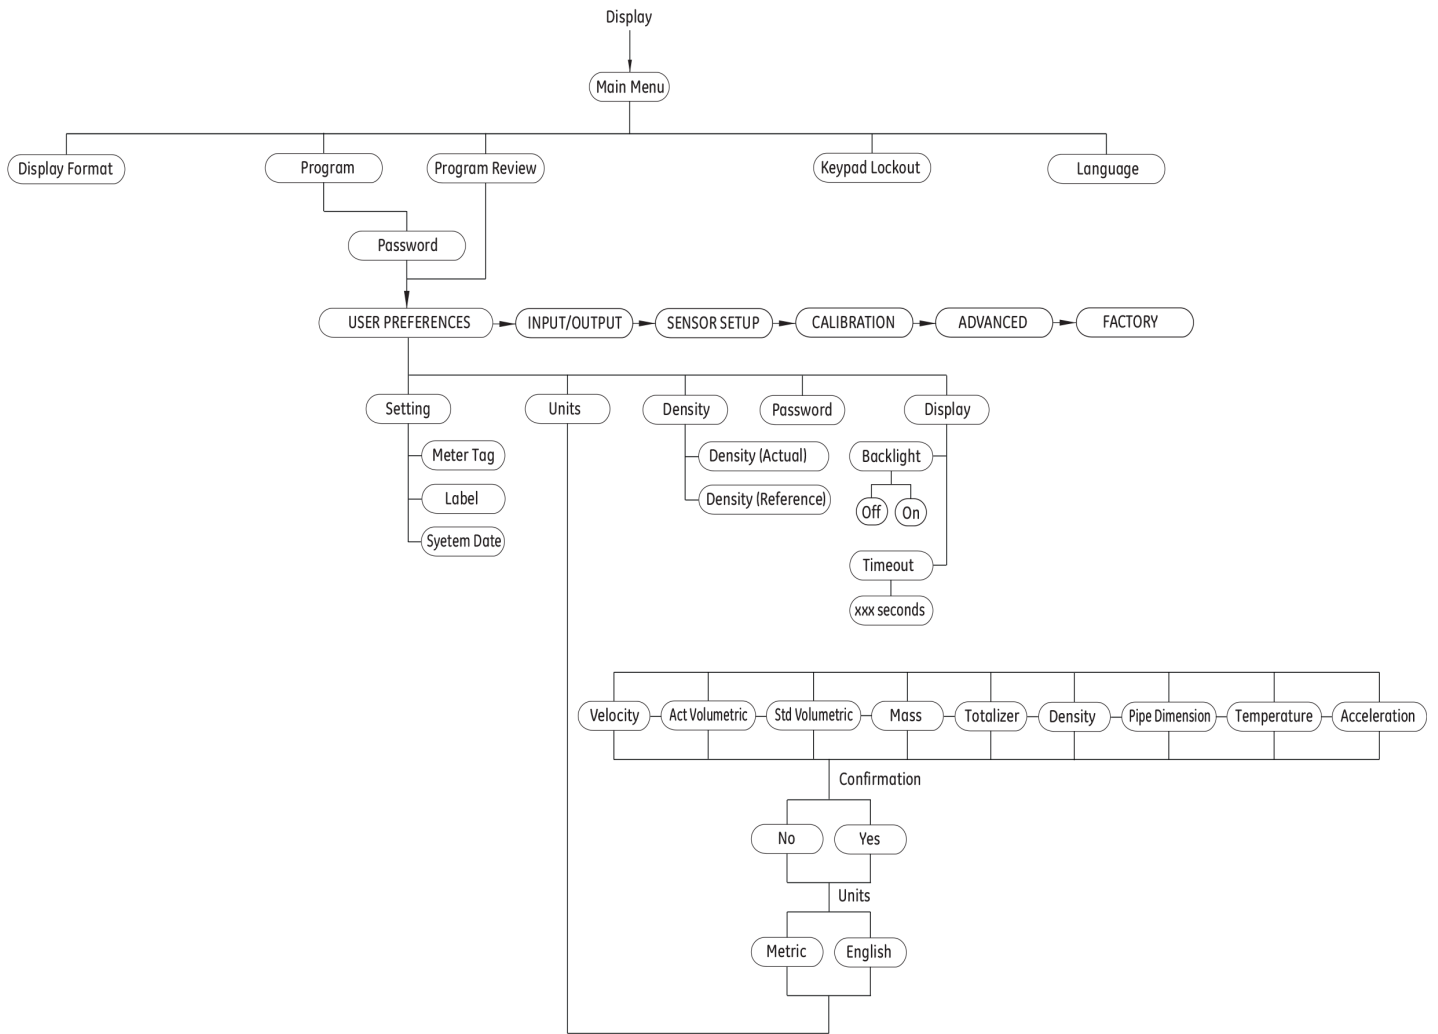 Display
Main Menu
Display Format
Program
Program Review
Keypad Lockout
Language
Password
USER PREFERENCES
INPUT/OUTPUT
SENSOR SETUP
CALIBRATION
ADVANCED
FACTORY
Setting
Units
Density
Password
Display
Meter Tag
Density (Actual)
Backlight
Label
Density (Reference)
Off
On
Syetem Date
Timeout
xxx seconds
Velocity
Act Volumetric
Std Volumetric
Mass
Totalizer
Density
Pipe Dimension
Temperature
Acceleration
Confirmation
No
Yes
Units
Metric
English